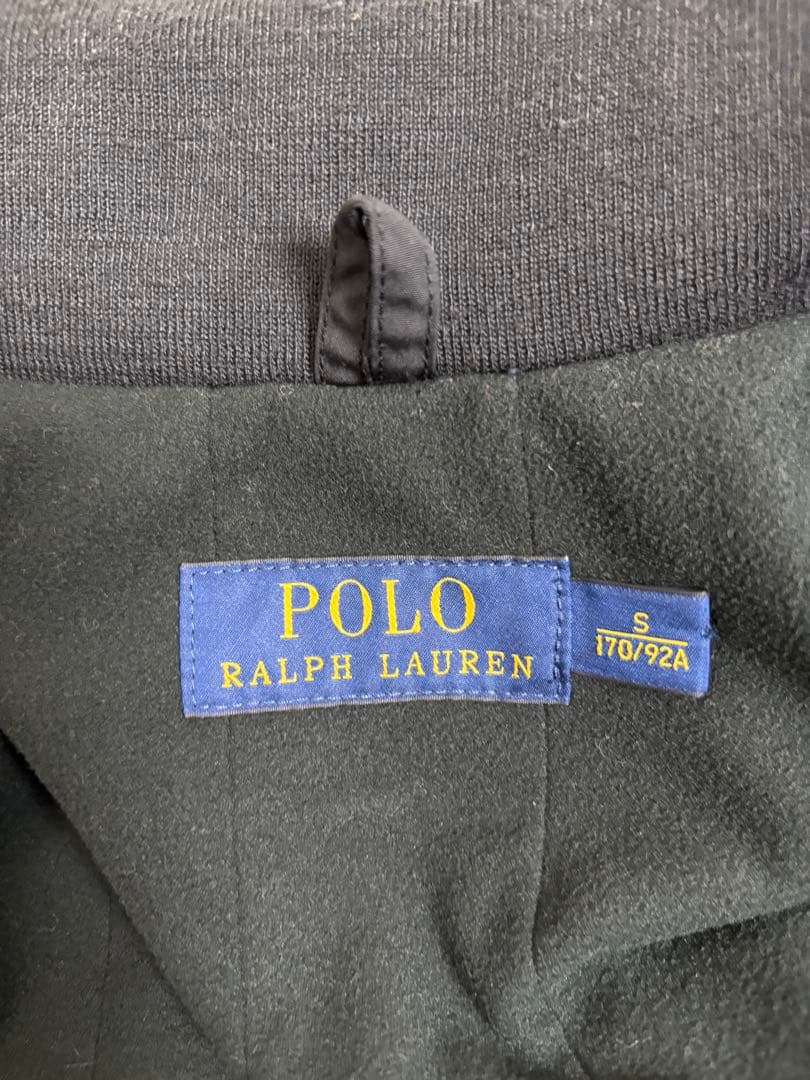 POLO
RALPH LAUREN
S
170/92A